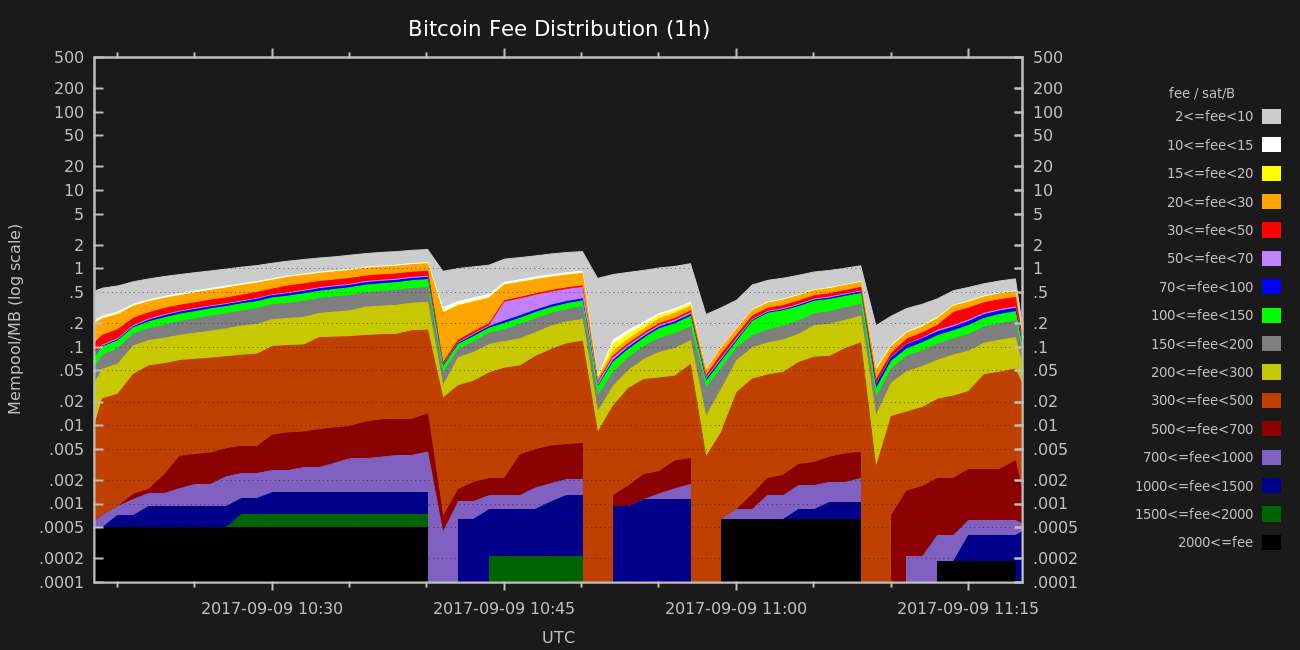 Bitcoin Fee Distribution (1h)
500 500
200 200
100 100
50 50
20 20
10 10
5 5
2 2
1 1
.5 .5
.2 .2
.1 .1
.05 .05
.02 .02
.01 .01
.005 .005
.002 .002
.001 .001
.0005 .0005
.0002 .0002
.0001 .0001
Mempool/MB (log scale)
2017-09-09 10:30 2017-09-09 10:45 2017-09-09 11:00 2017-09-09 11:15
UTC
fee / sat/B
2<=fee<10
10<=fee<15
15<=fee<20
20<=fee<30
30<=fee<50
50<=fee<70
70<=fee<100
100<=fee<150
150<=fee<200
200<=fee<300
300<=fee<500
500<=fee<700
700<=fee<1000
1000<=fee<1500
1500<=fee<2000
2000<=fee